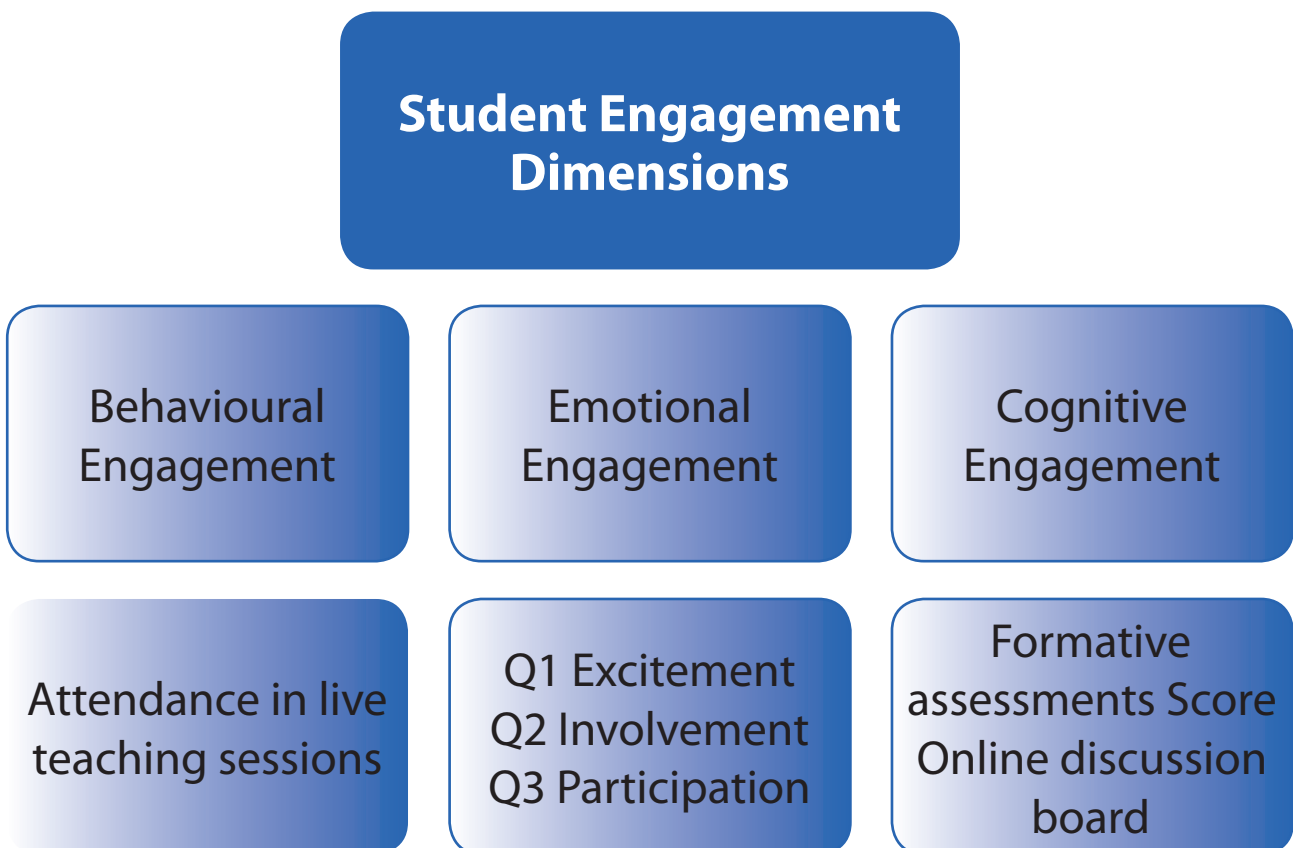 Student Engagement
Dimensions
Behavioural
Engagement
Emotional
Engagement
Cognitive
Engagement
Attendance in live
teaching sessions
Q1 Excitement
Q2 Involvement
Q3 Participation
Formative
assessments Score
Online discussion
board